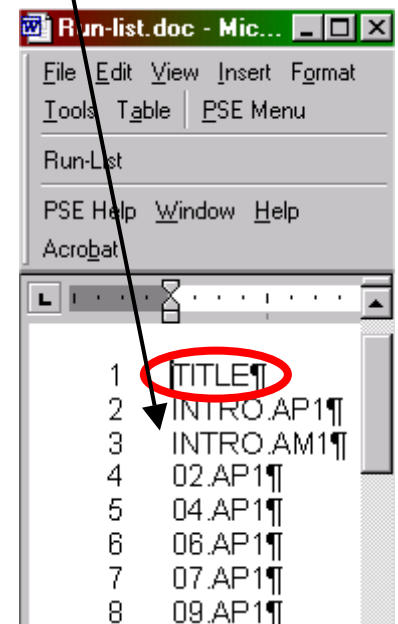 Run-list.doc - Mic...
File Edit View Insert Format
Tools Table PSE Menu
Run-List
PSE Help Window Help
Acrobat
L
1 TITLE¶
2 INTRO.AP1¶
3 INTRO.AM1¶
4 02.AP1¶
5 04.AP1¶
6 06.AP1¶
7 07.AP1¶
8 09.AP1¶